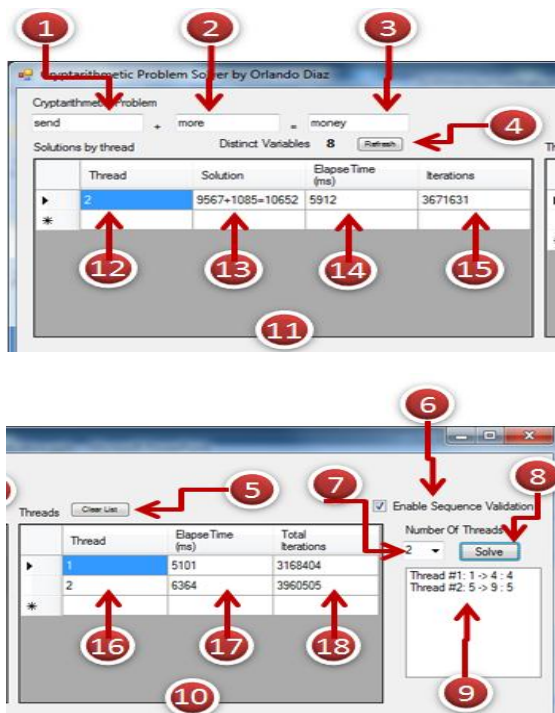 1 2 3
Cryptarithmetic Problem Solver by Orlando Diaz
Cryptarithmetic Problem
send + more = money
4
Solutions by thread Distinct Variables 8 Refresh
Thread Solution Elapse Time (ms) Iterations
2 9567+1085=10652 5912 3671631
12 13 14 15
11
6
5 7 8
Threads Clear List Enable Sequence Validation
Number Of Threads
2 Solve
Thread Elapse Time (ms) Total Iterations
1 5101 3168404
2 6364 3960505
Thread #1: 1 -> 4 : 4
Thread #2: 5 -> 9 : 5
16 17 18
10 9